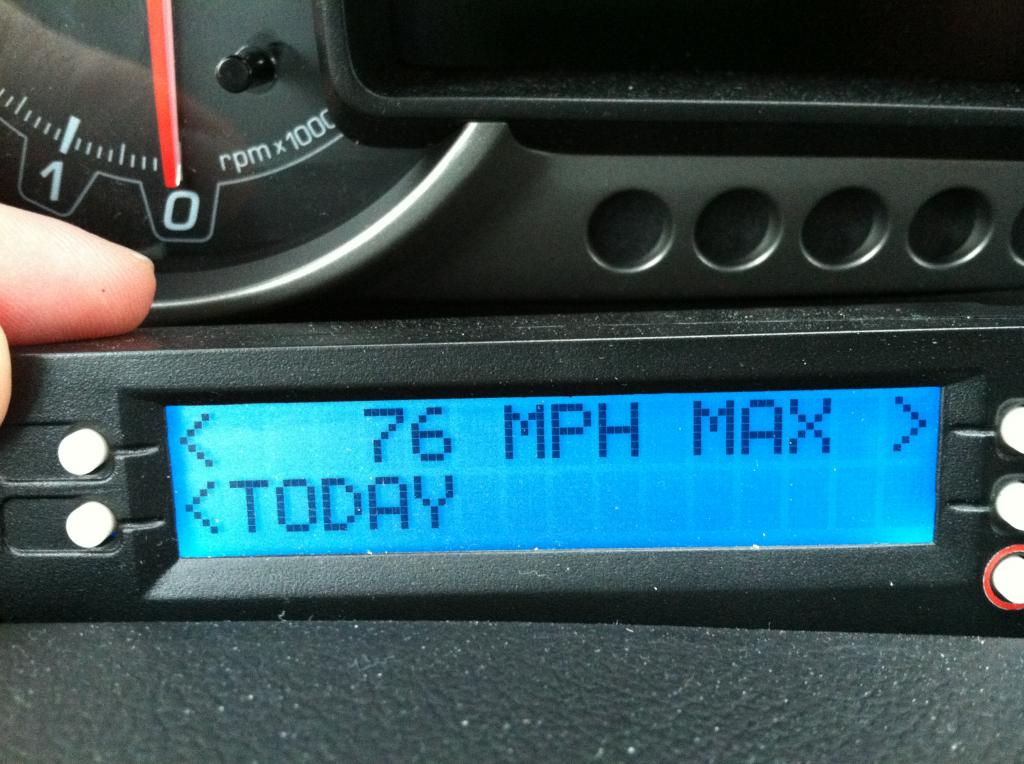 1
0
rpm x 1000
< 76 MPH MAX >
<TODAY